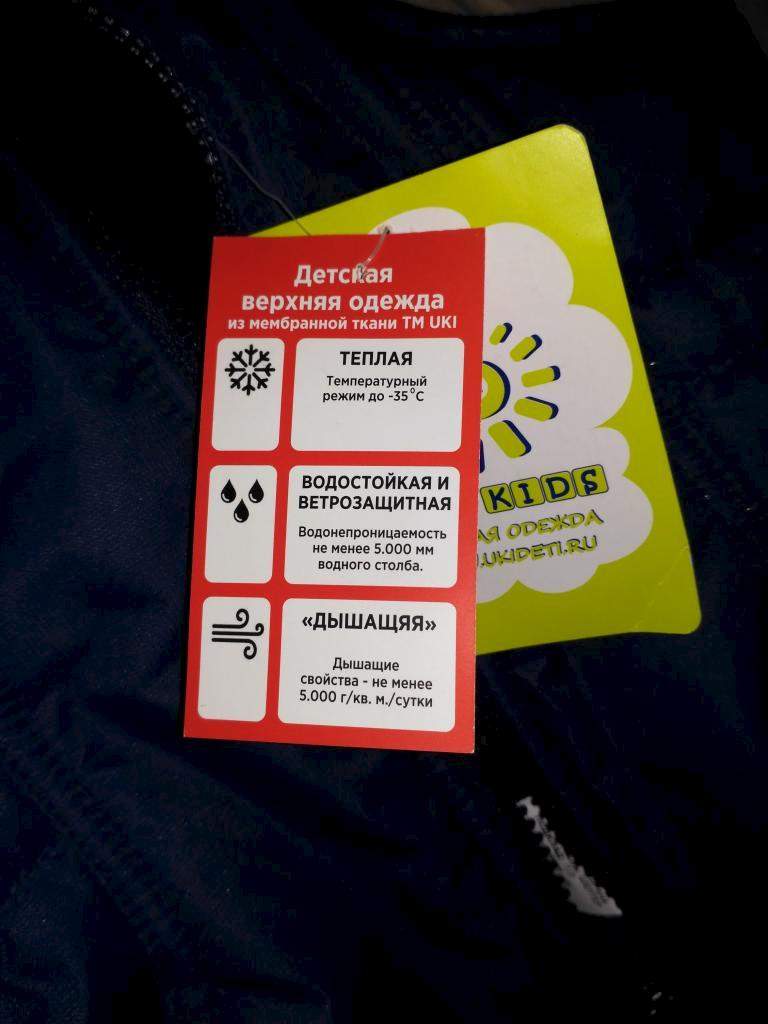 Детская
верхняя одежда
из мембранной ткани ТМ UKI
ТЕПЛАЯ
Температурный
режим до -35°С
ВОДОСТОЙКАЯ И
ВЕТРОЗАЩИТНАЯ
Водонепроницаемость
не менее 5.000 мм
водного столба.
«ДЫШАЩЯЯ»
Дышащие
свойства - не менее
5.000 г/кв. м./сутки
KIDS
ОДЕЖДА
.UKIDETI.RU